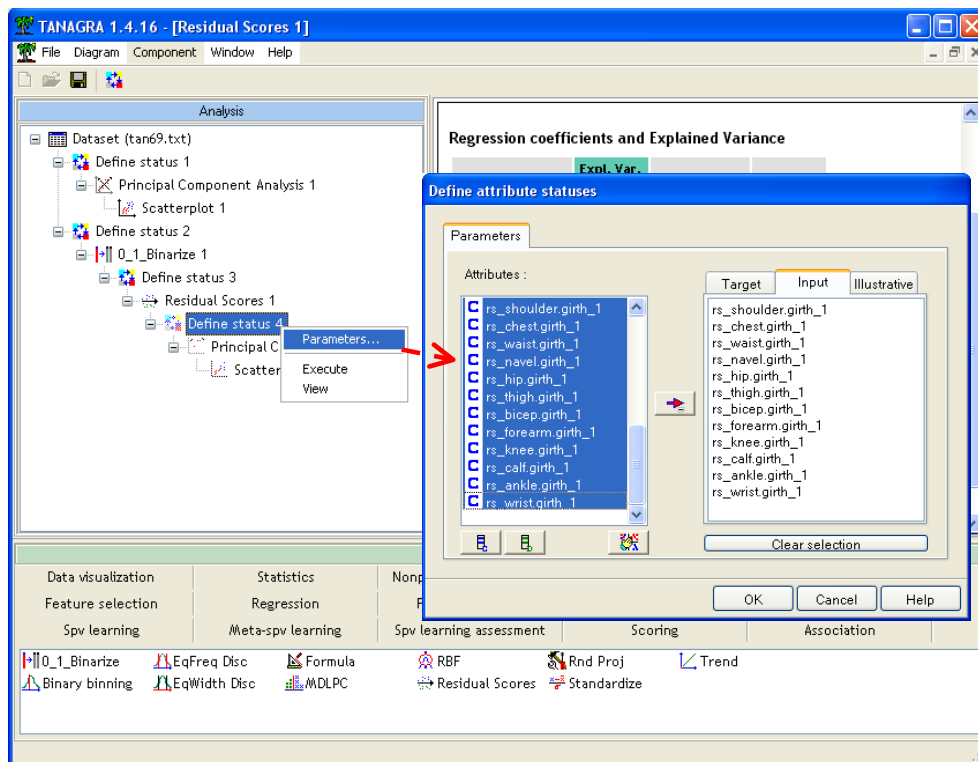 TANAGRA 1.4.16 - [Residual Scores 1]
File Diagram Component Window Help
Analysis
Dataset (tan69.txt)
Define status 1
Principal Component Analysis 1
Scatterplot 1
Define status 2
0_1_Binarize 1
Define status 3
Residual Scores 1
Define status 4
Principal C
Scatter
Parameters...
Execute
View
Regression coefficients and Explained Variance
Expl. Var.
Define attribute statuses
Parameters
Attributes :
rs_shoulder.girth_1
rs_chest.girth_1
rs_waist.girth_1
rs_navel.girth_1
rs_hip.girth_1
rs_thigh.girth_1
rs_bicep.girth_1
rs_forearm.girth_1
rs_knee.girth_1
rs_calf.girth_1
rs_ankle.girth_1
rs_wrist.girth_1
Target Input Illustrative
rs_shoulder.girth_1
rs_chest.girth_1
rs_waist.girth_1
rs_navel.girth_1
rs_hip.girth_1
rs_thigh.girth_1
rs_bicep.girth_1
rs_forearm.girth_1
rs_knee.girth_1
rs_calf.girth_1
rs_ankle.girth_1
rs_wrist.girth_1
Clear selection
OK Cancel Help
Data visualization Statistics Nonp
Feature selection Regression
Spv learning Meta-spv learning Spv learning assessment Scoring Association
0_1_Binarize EqFreq Disc Formula RBF Rnd Proj Trend
Binary binning EqWidth Disc MDLPC Residual Scores Standardize